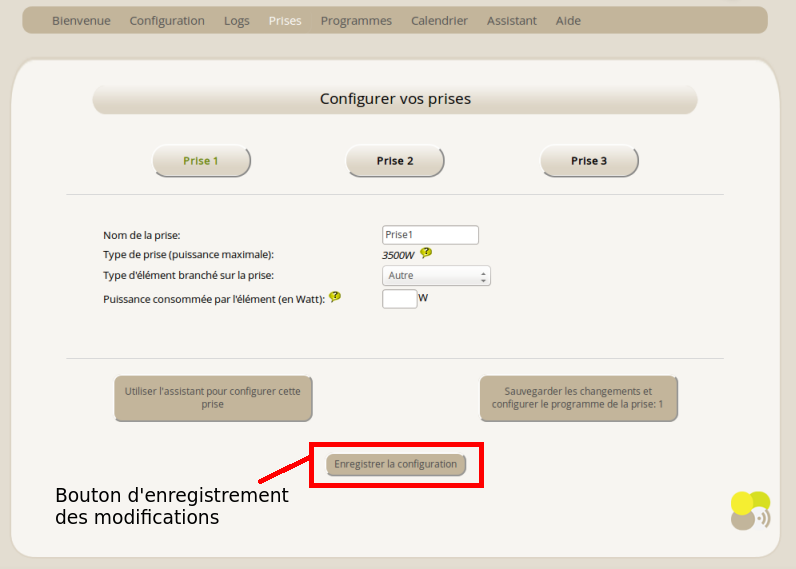 Bienvenue Configuration Logs Prises Programmes Calendrier Assistant Aide
Configurer vos prises
Prise 1 Prise 2 Prise 3
Nom de la prise: Prise1
Type de prise (puissance maximale): 3500W ?
Type d'élément branché sur la prise: Autre
Puissance consommée par l'élément (en Watt): ? W
Utiliser l'assistant pour configurer cette
prise
Sauvegarder les changements et
configurer le programme de la prise: 1
Enregistrer la configuration
Bouton d'enregistrement
des modifications